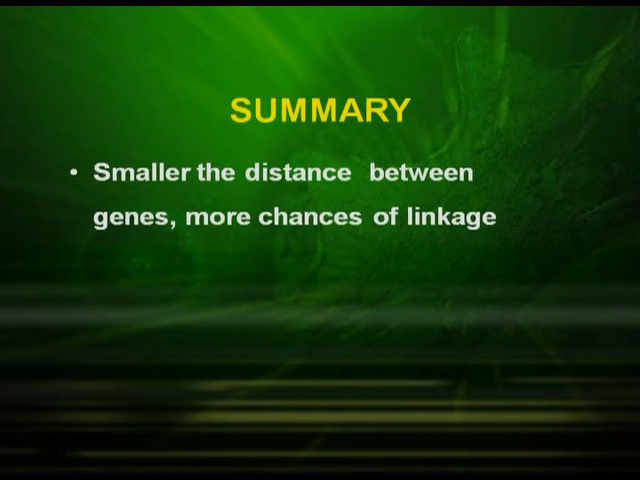 SUMMARY
• Smaller the distance between
genes, more chances of linkage